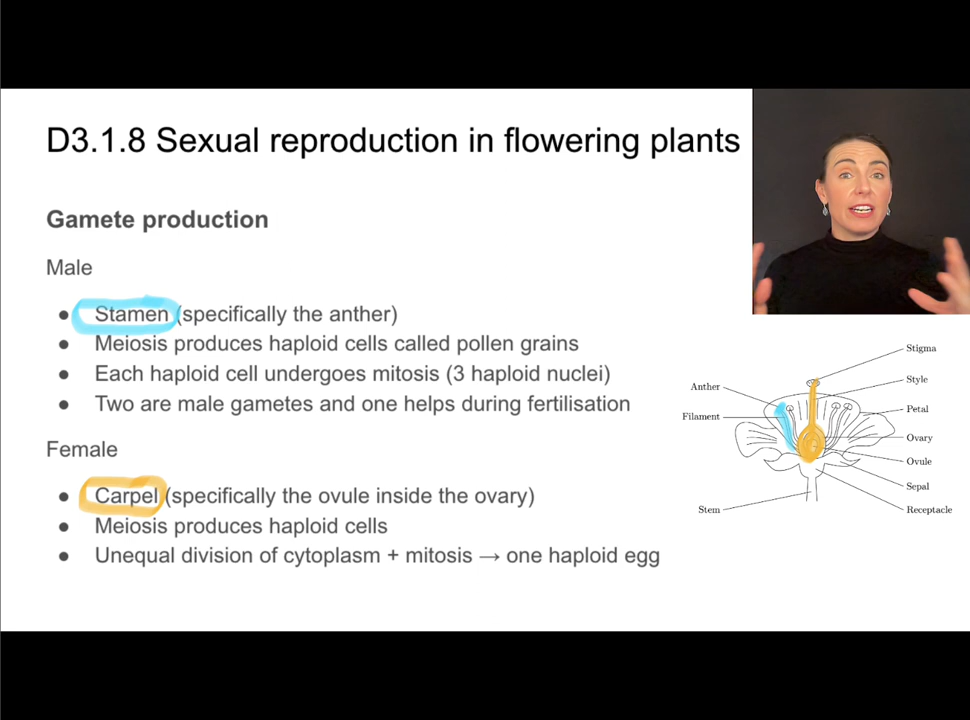 D3.1.8 Sexual reproduction in flowering plants
Gamete production
Male
● Stamen (specifically the anther)
● Meiosis produces haploid cells called pollen grains
● Each haploid cell undergoes mitosis (3 haploid nuclei)
● Two are male gametes and one helps during fertilisation
Female
● Carpel (specifically the ovule inside the ovary)
● Meiosis produces haploid cells
● Unequal division of cytoplasm + mitosis → one haploid egg
Stigma
Style
Anther
Petal
Filament
Ovary
Ovule
Sepal
Stem
Receptacle